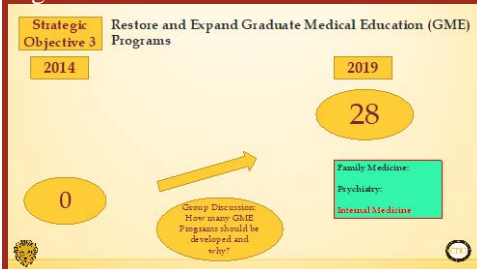 Strategic
Objective 3
Restore and Expand Graduate Medical Education (GME)
Programs
2014
2019
28
0
Group Discussion:
How many GME
Programs should be
developed and
why?
Family Medicine:
Psychiatry:
Internal Medicine